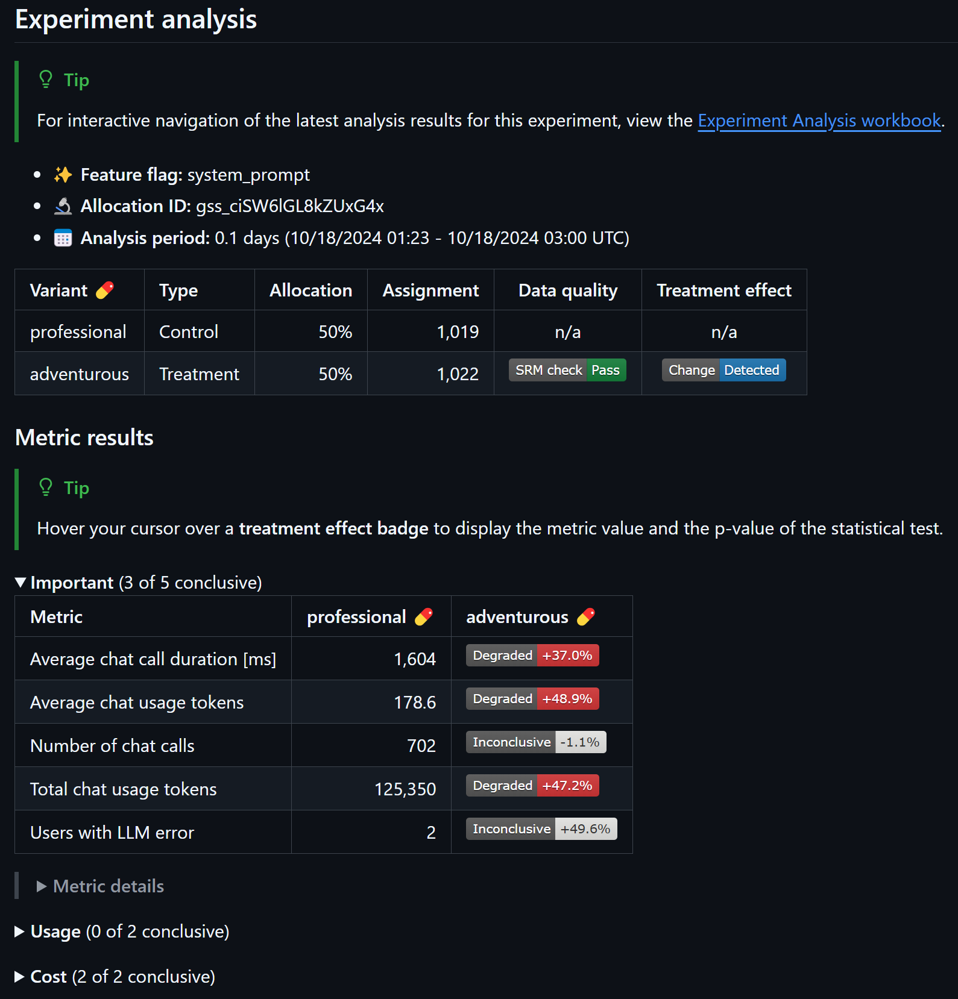 Experiment analysis
Tip
For interactive navigation of the latest analysis results for this experiment, view the Experiment Analysis workbook.
Feature flag: system_prompt
Allocation ID: gss_ciSW6lGL8kZUxG4x
Analysis period: 0.1 days (10/18/2024 01:23 - 10/18/2024 03:00 UTC)
Variant Type Allocation Assignment Data quality Treatment effect
professional Control 50% 1,019 n/a n/a
adventurous Treatment 50% 1,022 SRM check Pass Change Detected
Metric results
Tip
Hover your cursor over a treatment effect badge to display the metric value and the p-value of the statistical test.
Important (3 of 5 conclusive)
Metric professional adventurous
Average chat call duration [ms] 1,604 Degraded +37.0%
Average chat usage tokens 178.6 Degraded +48.9%
Number of chat calls 702 Inconclusive -1.1%
Total chat usage tokens 125,350 Degraded +47.2%
Users with LLM error 2 Inconclusive +49.6%
Metric details
Usage (0 of 2 conclusive)
Cost (2 of 2 conclusive)